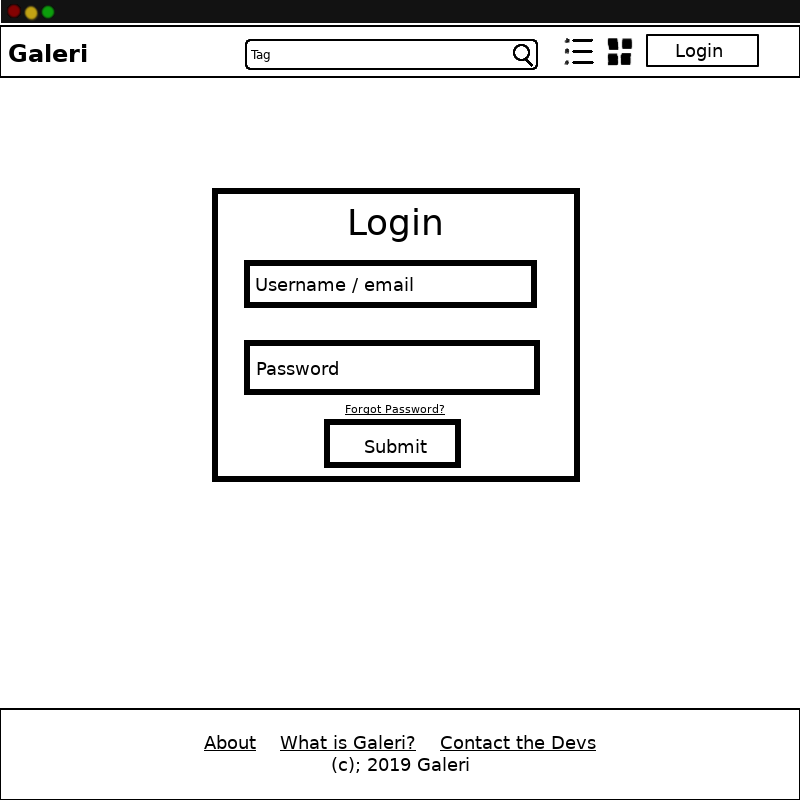 Galeri
Tag
Login
Login
Username / email
Password
Forgot Password?
Submit
About What is Galeri? Contact the Devs
(c); 2019 Galeri